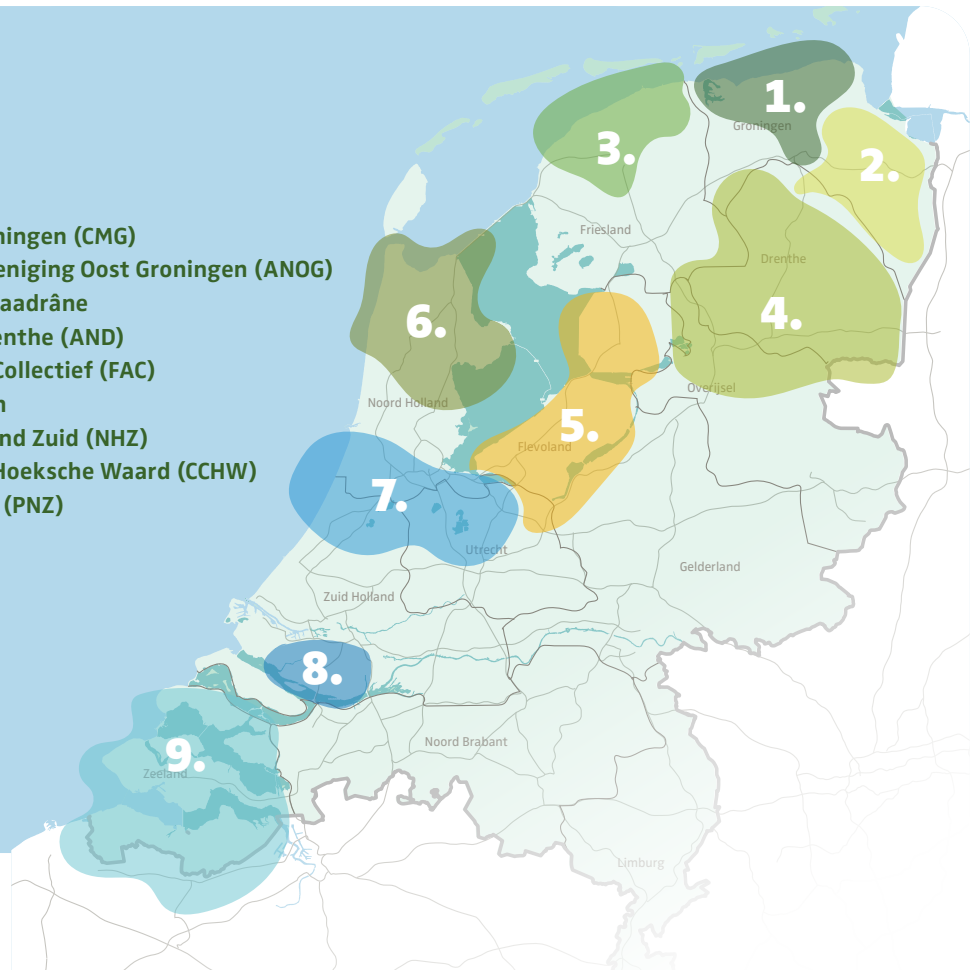 1.
Groningen
2.
3.
Friesland
ningen (CMG)
eniging Oost Groningen (ANOG)
Drenthe
aadrâne
4.
6.
enthe (AND)
Collectief (FAC)
Overijsel
Noord Holland
n
5.
nd Zuid (NHZ)
Flevoland
Hoeksche Waard (CCHW)
7.
(PNZ)
Utrecht
Gelderland
Zuid Holland
8.
Noord Brabant
9.
Zeeland
Limburg